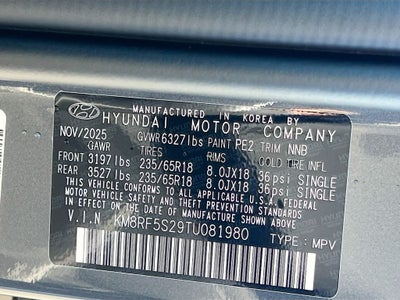 MANUFACTURED IN KOREA BY
HYUNDAI MOTOR COMPANY
NOV/2025 GVWR 6327lbs PAINT PE2 TRIM NNB
GAWR TIRES RIMS COLD TIRE INFL
FRONT 3197lbs 235/65R18 8.0JX18 36psi SINGLE
REAR 3527lbs 235/65R18 8.0JX18 36psi SINGLE
THIS VEHICLE CONFORMS TO ALL APPLICABLE U.S.A. FEDERAL
MOTOR VEHICLE SAFETY, BUMPER, AND THEFT PREVENTION STANDARDS
IN EFFECT ON THE DATE OF MANUFACTURE SHOWN ABOVE.
V.I.N KM8RF5S29TU081980 TYPE: MPV